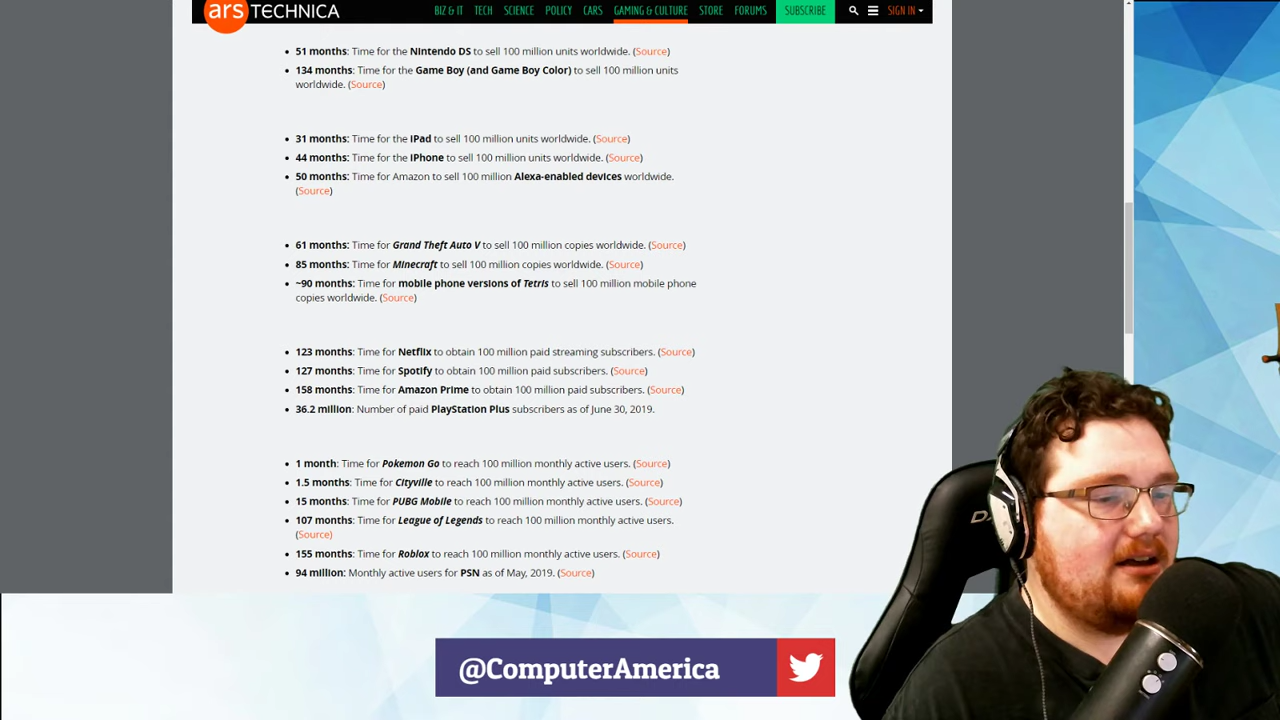 ars TECHNICA
BIZ & IT TECH SCIENCE POLICY CARS GAMING & CULTURE STORE FORUMS SUBSCRIBE SIGN IN
51 months: Time for the Nintendo DS to sell 100 million units worldwide. (Source)
134 months: Time for the Game Boy (and Game Boy Color) to sell 100 million units
worldwide. (Source)
31 months: Time for the iPad to sell 100 million units worldwide. (Source)
44 months: Time for the iPhone to sell 100 million units worldwide. (Source)
50 months: Time for Amazon to sell 100 million Alexa-enabled devices worldwide.
(Source)
61 months: Time for Grand Theft Auto V to sell 100 million copies worldwide. (Source)
85 months: Time for Minecraft to sell 100 million copies worldwide. (Source)
~90 months: Time for mobile phone versions of Tetris to sell 100 million mobile phone
copies worldwide. (Source)
123 months: Time for Netflix to obtain 100 million paid streaming subscribers. (Source)
127 months: Time for Spotify to obtain 100 million paid subscribers. (Source)
158 months: Time for Amazon Prime to obtain 100 million paid subscribers. (Source)
36.2 million: Number of paid PlayStation Plus subscribers as of June 30, 2019.
1 month: Time for Pokemon Go to reach 100 million monthly active users. (Source)
1.5 months: Time for Cityville to reach 100 million monthly active users. (Source)
15 months: Time for PUBG Mobile to reach 100 million monthly active users. (Source)
107 months: Time for League of Legends to reach 100 million monthly active users.
(Source)
155 months: Time for Roblox to reach 100 million monthly active users. (Source)
94 million: Monthly active users for PSN as of May, 2019. (Source)
@ComputerAmerica